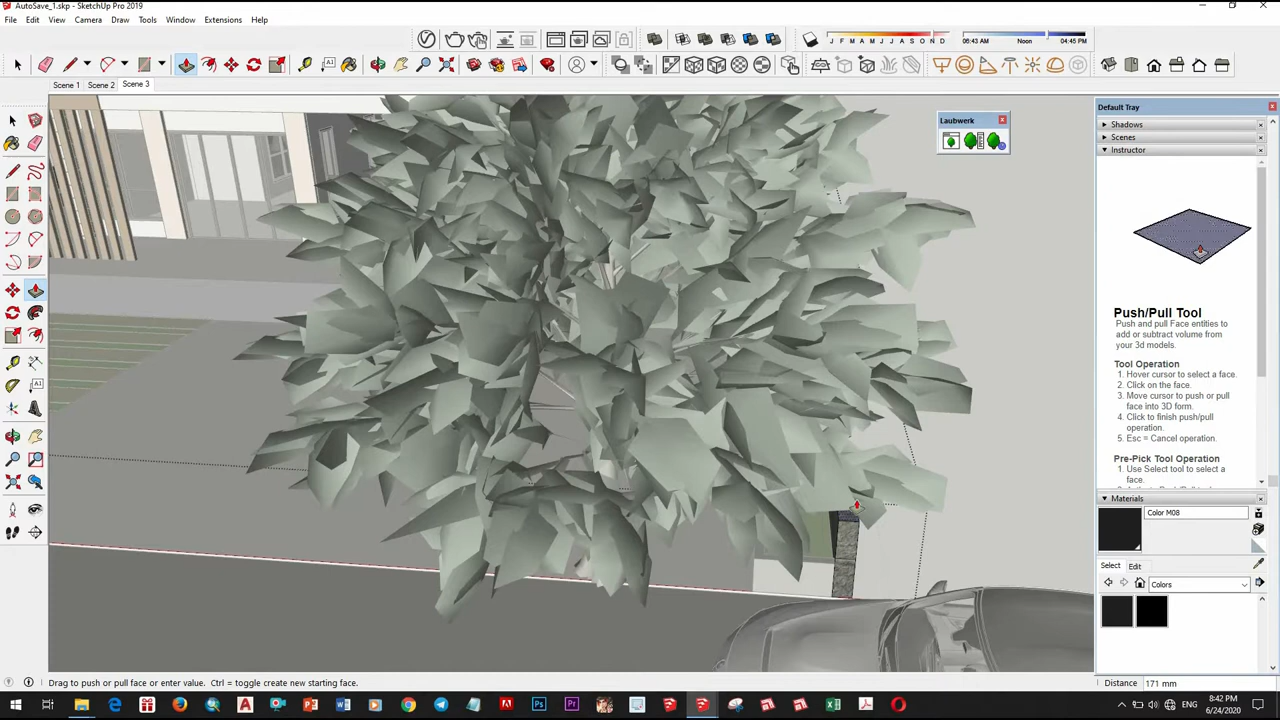 AutoSave_1.skp - SketchUp Pro 2019
File Edit View Camera Draw Tools Window Extensions Help
J F M A M J J A S O N D
06:43 AM Noon 04:45 PM
Scene 1 Scene 2 Scene 3
Default Tray
Shadows
Scenes
Instructor
Laubwerk
Push/Pull Tool
Push and pull Face entities to
add or subtract volume from
your 3d models.
Tool Operation
1. Hover cursor to select a face.
2. Click on the face.
3. Move cursor to push or pull
face into 3D form.
4. Click to finish push/pull
operation.
5. Esc = Cancel operation.
Pre-Pick Tool Operation
1. Use Select tool to select a
face.
Materials
Color M08
Select Edit
Colors
Drag to push or pull face or enter value. Ctrl = toggle create new starting face.
Distance 171 mm
ENG
8:42 PM
6/24/2020